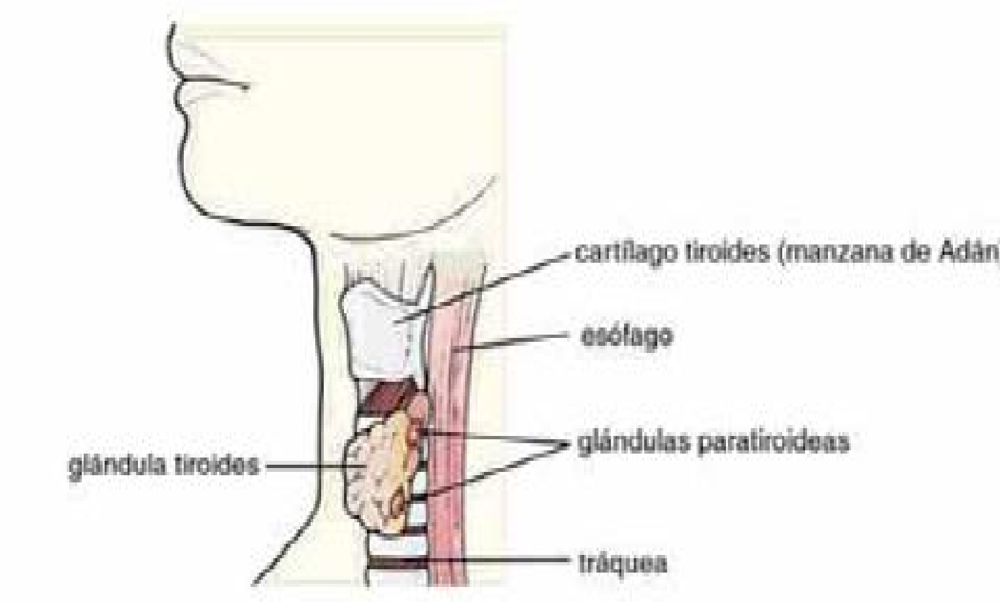 cartílago tiroides (manzana de Adán)
esófago
glándulas paratiroideas
glándula tiroides
tráquea